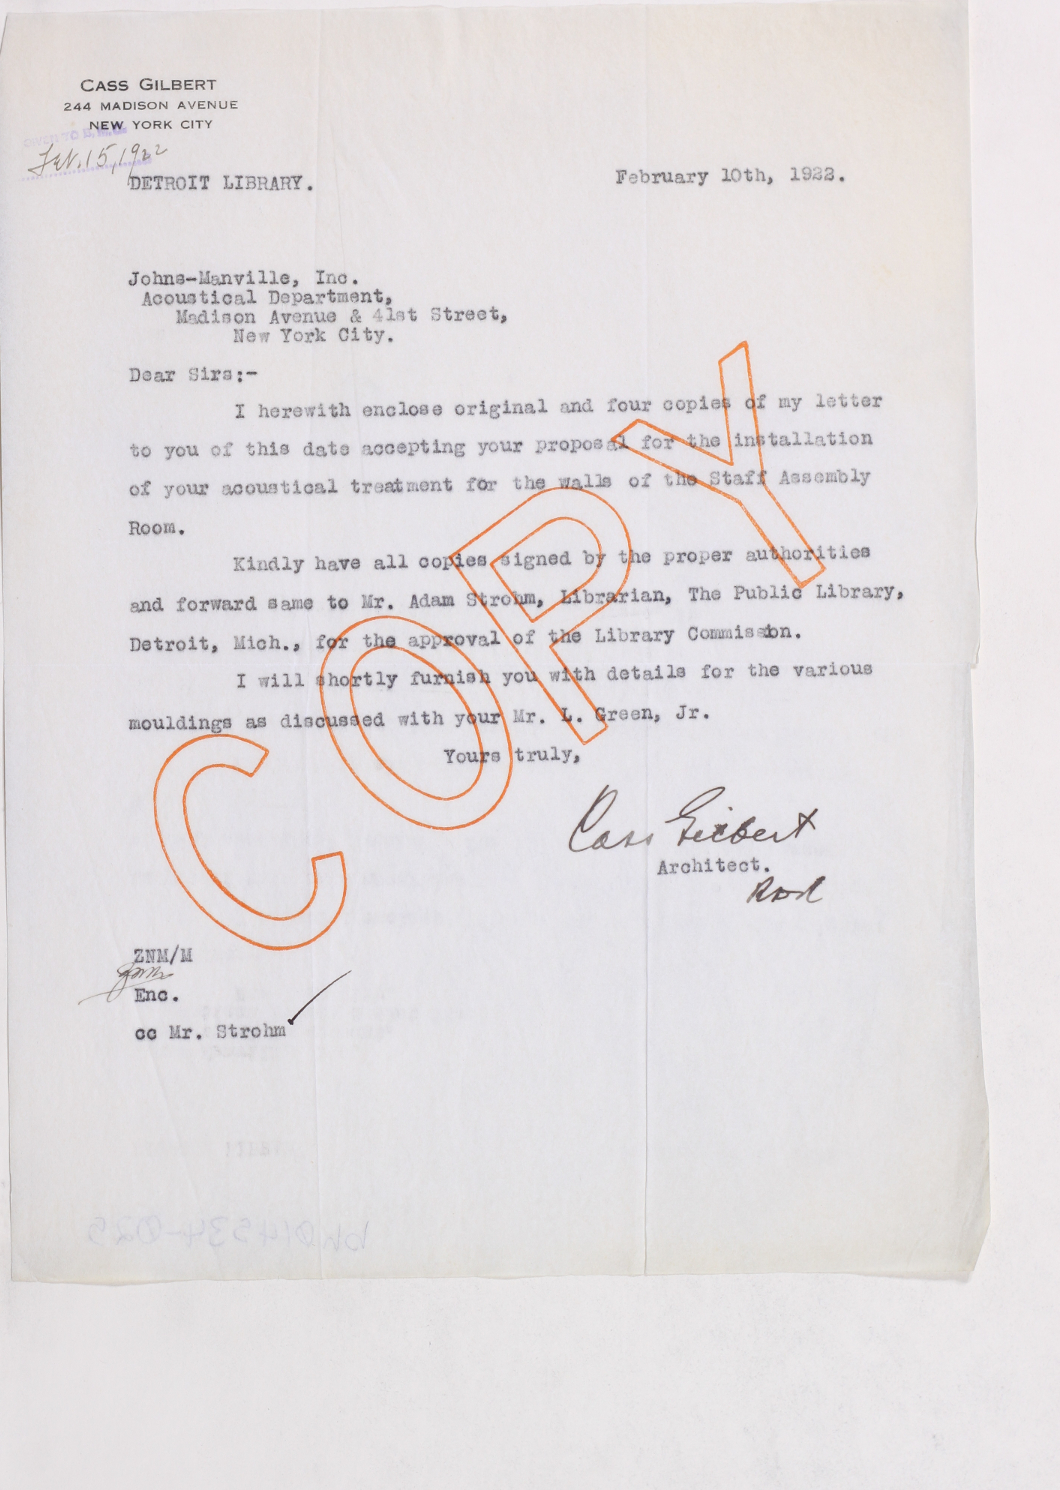 CASS GILBERT
244 MADISON AVENUE
NEW YORK CITY
Feb. 15, 1922
DETROIT LIBRARY.
February 10th, 1922.
Johns-Manville, Inc.
Acoustical Department,
Madison Avenue & 41st Street,
New York City.
Dear Sirs:-
I herewith enclose original and four copies of my letter
to you of this date accepting your proposal for the installation
of your acoustical treatment for the walls of the Staff Assembly
Room.
Kindly have all copies signed by the proper authorities
and forward same to Mr. Adam Strohm, Librarian, The Public Library,
Detroit, Mich., for the approval of the Library Commission.
I will shortly furnish you with details for the various
mouldings as discussed with your Mr. L. Green, Jr.
Yours truly,
Cass Gilbert
Architect.
COPY
ZNM/M
Enc.
cc Mr. Strohm